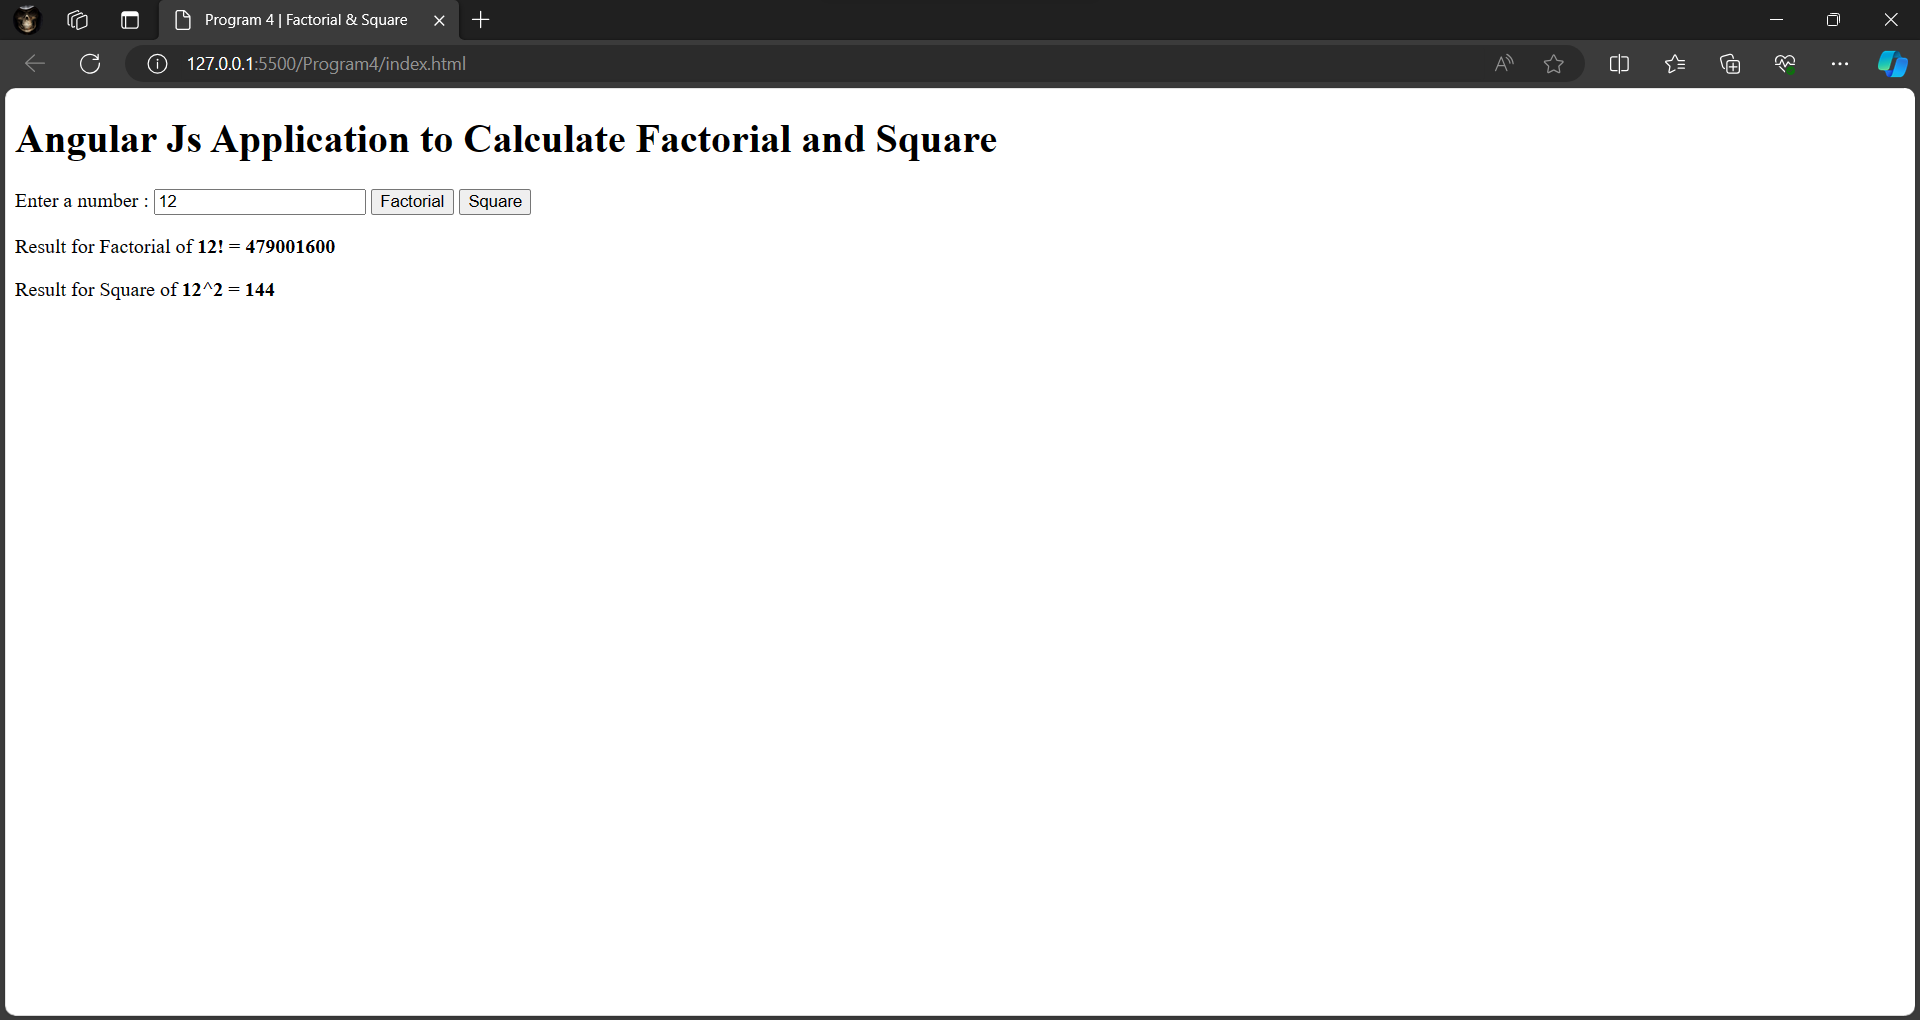 Program 4 | Factorial & Square
127.0.0.1:5500/Program4/index.html
Angular Js Application to Calculate Factorial and Square
Enter a number : 12 Factorial Square
Result for Factorial of 12! = 479001600
Result for Square of 12^2 = 144